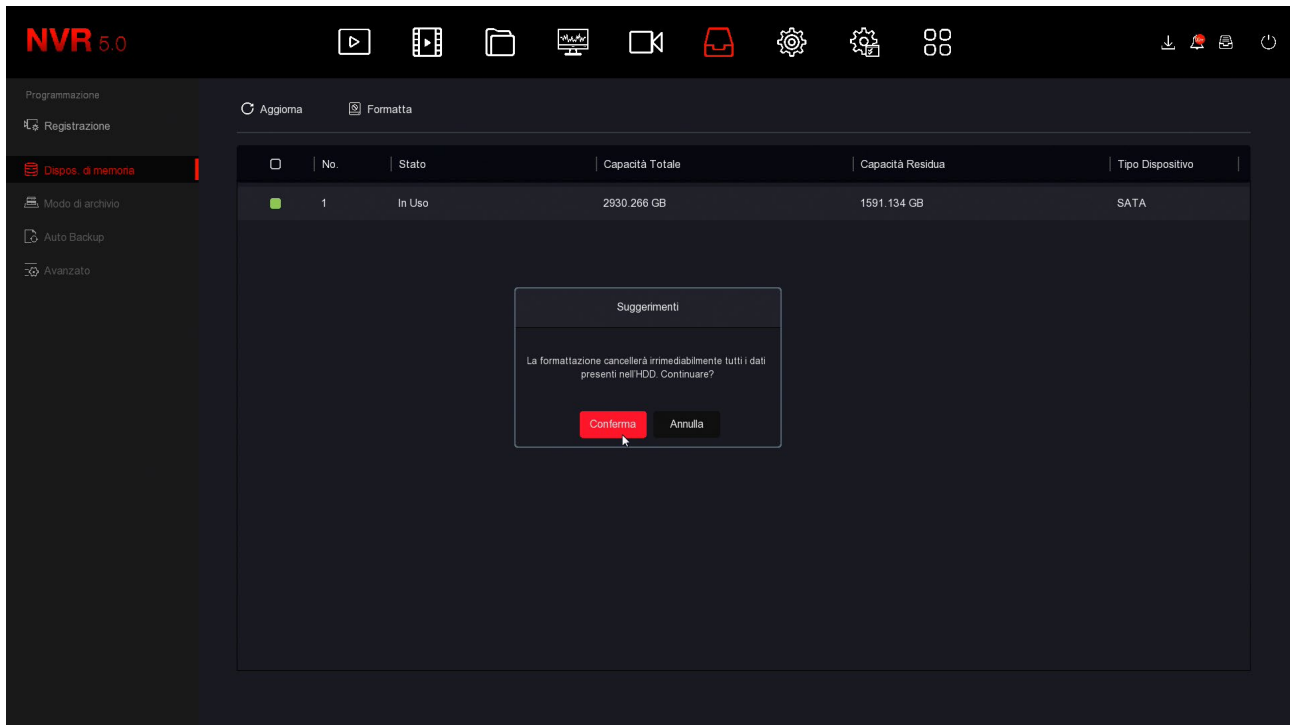 NVR 5.0
Programmazione
Registrazione
Dispos. di memoria
Modo di archivio
Auto Backup
Avanzato
Aggiorna Formatta
No. Stato Capacità Totale Capacità Residua Tipo Dispositivo
1 In Uso 2930.266 GB 1591.134 GB SATA
Suggerimenti
La formattazione cancellerà irrimediabilmente tutti i dati
presenti nell'HDD. Continuare?
Conferma Annulla